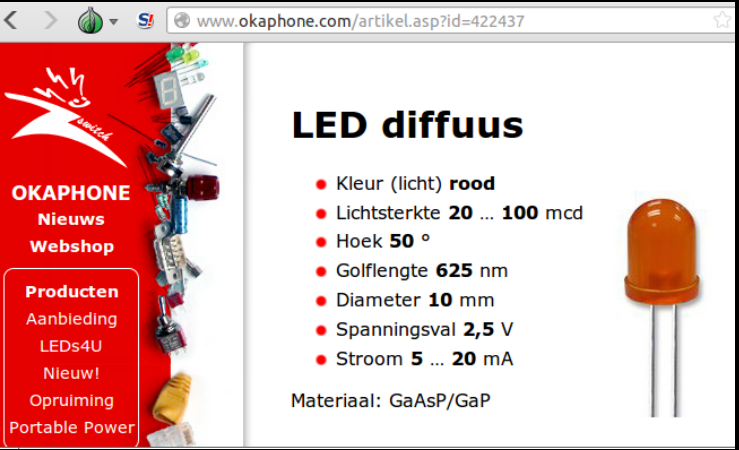 www.okaphone.com/artikel.asp?id=422437
switch
OKAPHONE
Nieuws
Webshop
Producten
Aanbieding
LEDs4U
Nieuw!
Opruiming
Portable Power
LED diffuus
Kleur (licht) rood
Lichtsterkte 20 ... 100 mcd
Hoek 50 °
Golflengte 625 nm
Diameter 10 mm
Spanningsval 2,5 V
Stroom 5 ... 20 mA
Materiaal: GaAsP/GaP